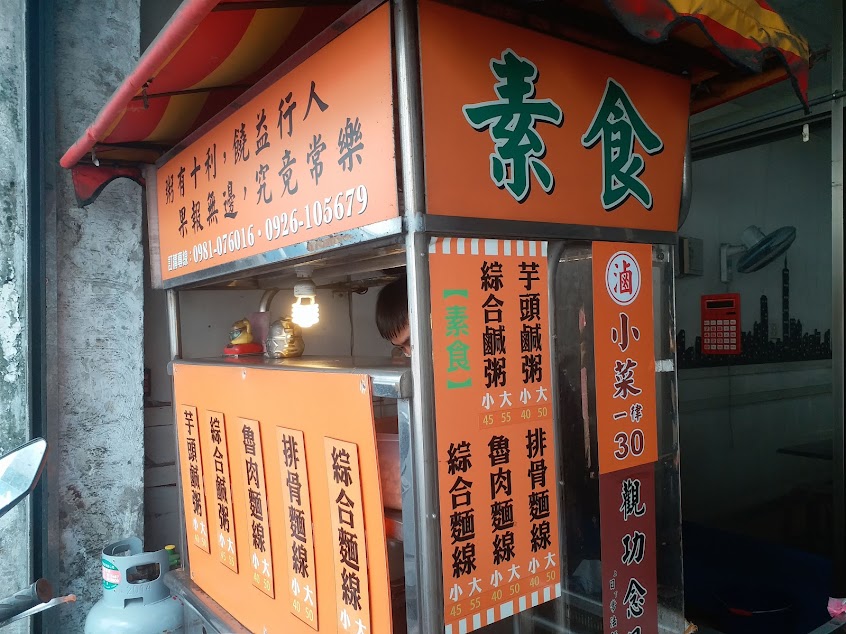 粥有十利，饒益行人
果報無邊，究竟常樂
訂購專線：0981-076016・0926-105679
素食
芋頭鹹粥
小 大
綜合鹹粥
小 大
魯肉麵線
小 大
40 50
排骨麵線
小 大
40 50
綜合麵線
小 大
【素食】
綜合鹹粥
小 大
45 55
芋頭鹹粥
小 大
40 50
綜合麵線
小 大
45 55
魯肉麵線
小 大
40 50
排骨麵線
小 大
40 50
滷
小菜一律30
觀功念